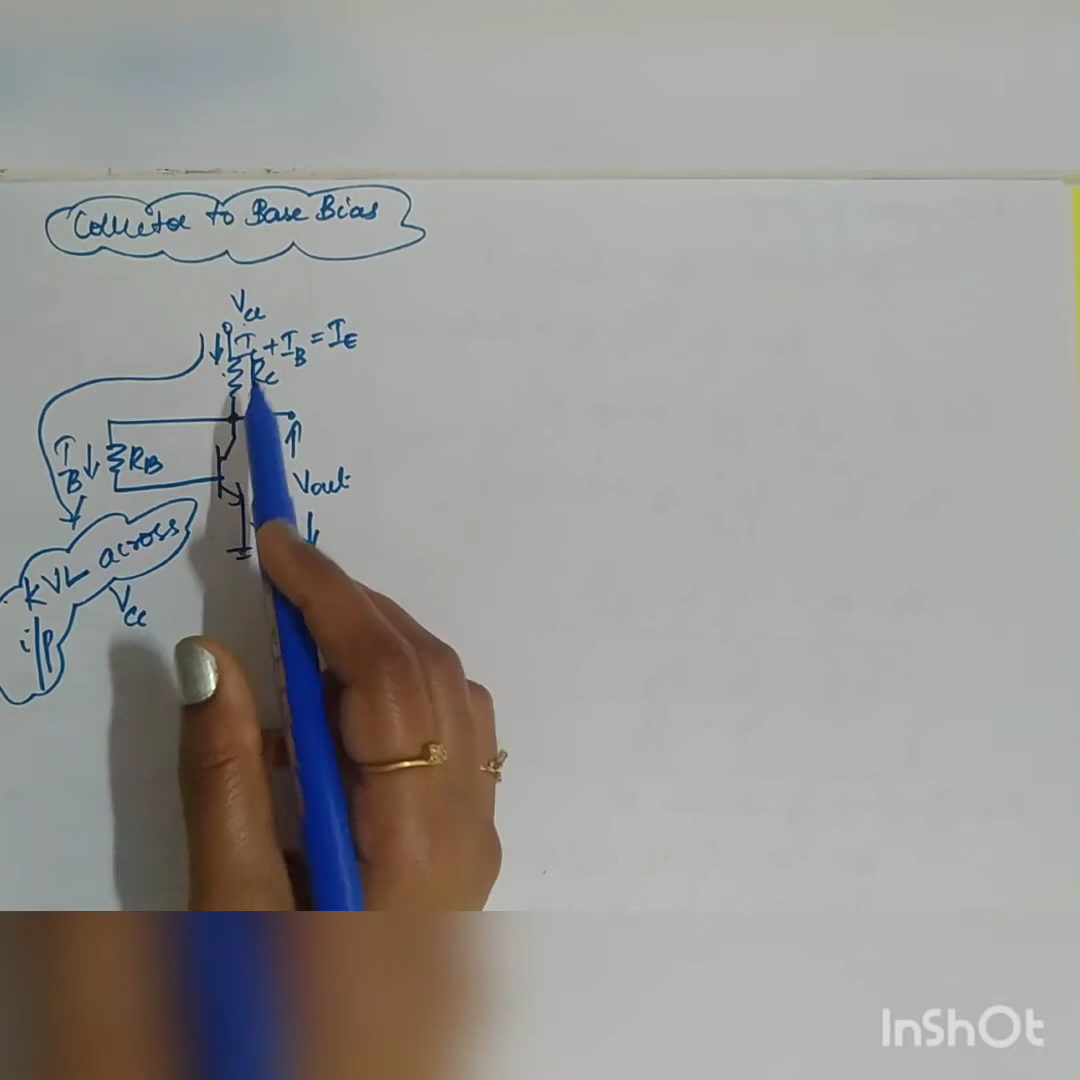 Collector to Base Bias
Vcc
I + IB = IE
RC
IB
RB
Vout
KVL across
i/p
Vcc
InShOt